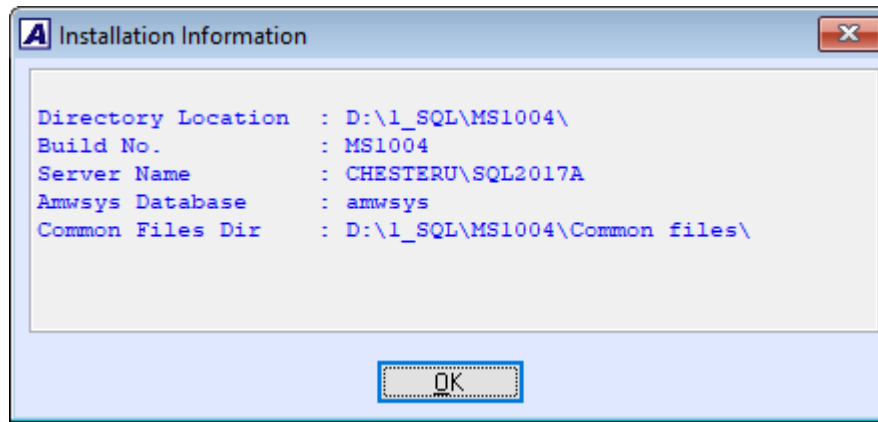 A Installation Information
Directory Location : D:\1_SQL\MS1004\
Build No. : MS1004
Server Name : CHESTERU\SQL2017A
Amwsys Database : amwsys
Common Files Dir : D:\1_SQL\MS1004\Common files\
OK